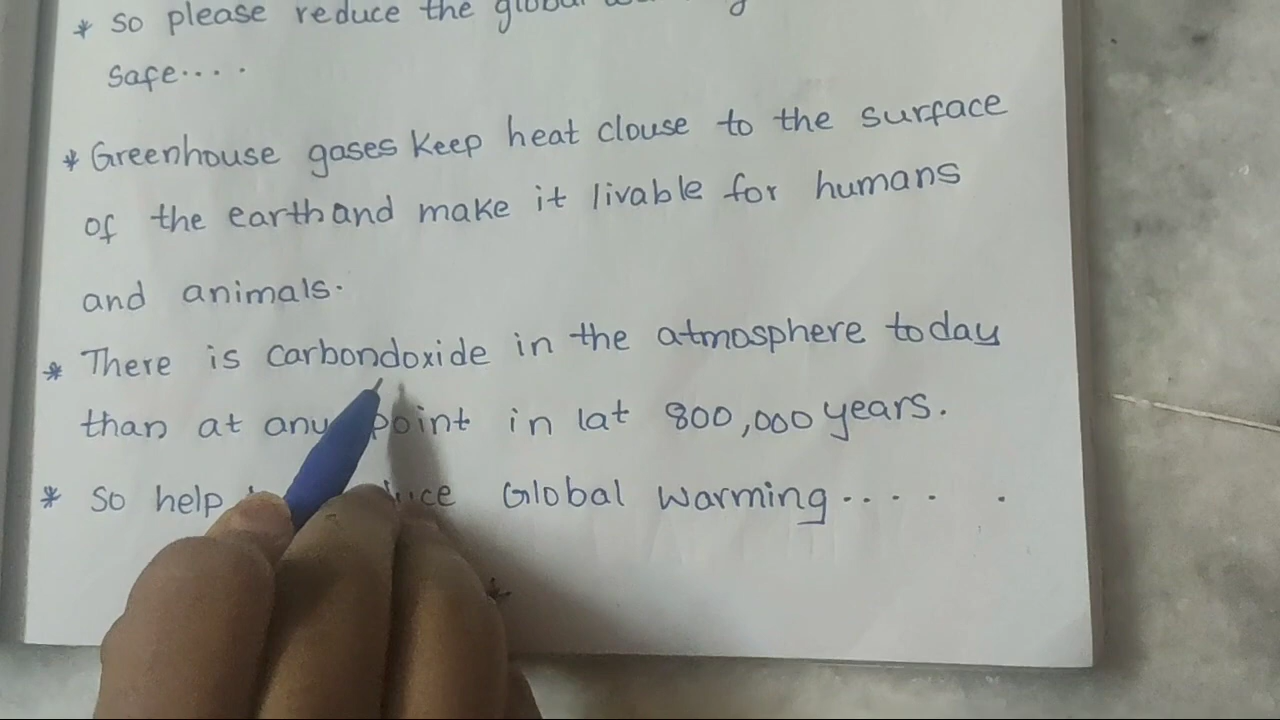 * So please reduce the global
Safe....
* Greenhouse gases keep heat clouse to the surface
of the earth and make it livable for humans
and animals.
* There is carbondoxide in the atmosphere today
than at any point in lat 800,000 years.
* So help Global Warming.... .